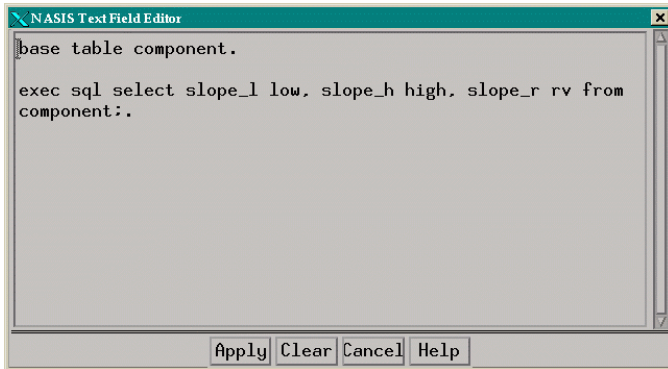 NASIS Text Field Editor
base table component.
exec sql select slope_l low, slope_h high, slope_r rv from
component;.
Apply Clear Cancel Help